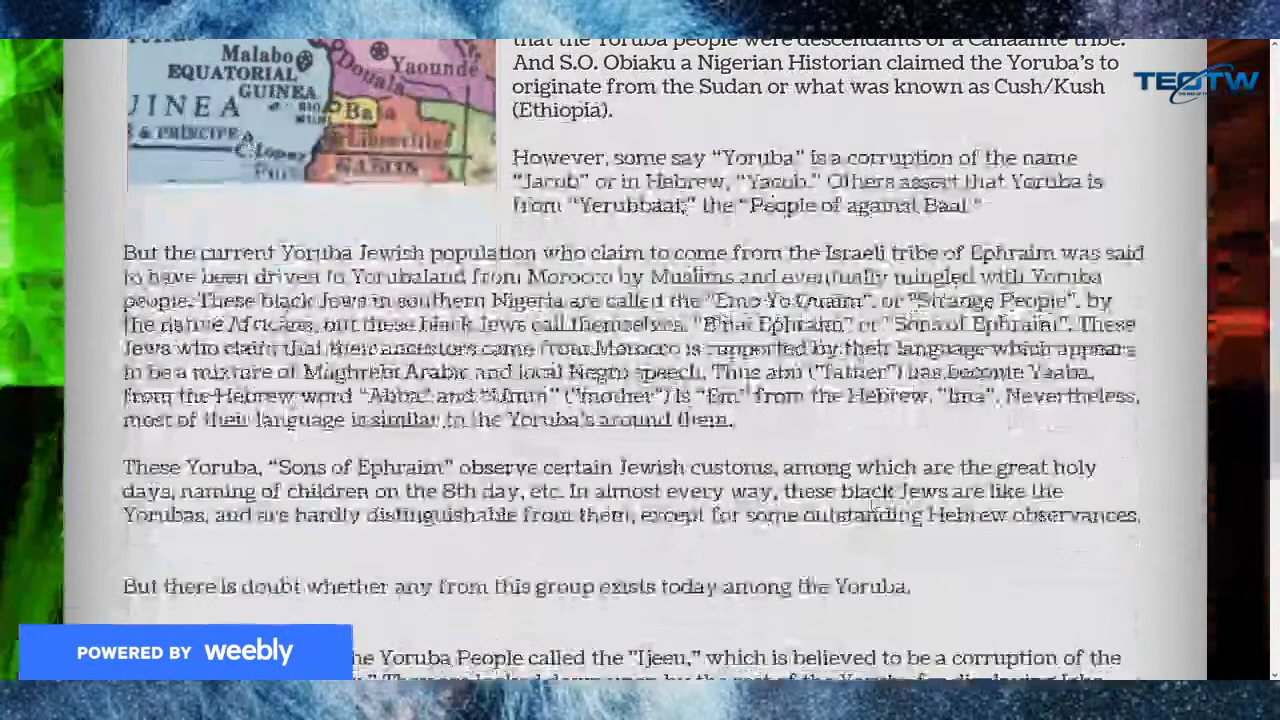 that the Yoruba people were descendants of a Canaanite tribe.
And S.O. Obiaku a Nigerian Historian claimed the Yoruba's to
originate from the Sudan or what was known as Cush/Kush
(Ethiopia).
However, some say "Yoruba" is a corruption of the name
"Jacob" or in Hebrew, "Yacob." Others assert that Yoruba is
from "Yerubbaal;" the "People of against Baal."
Malabo
Yaounde
EQUATORIAL
GUINEA
Douala
UINEA
RIO
MUNI
Bata
& PRINCIPE
Libreville
C. Lopez
GABON
TEOTW
But the current Yoruba Jewish population who claim to come from the Israeli tribe of Ephraim was said
to have been driven to Yorubaland from Morocco by Muslims and eventually mingled with Yoruba
people. These black Jews in southern Nigeria are called the "Emo Yo Quaim", or "Strange People", by
the native Africans, but these black Jews call themselves, "B'nai Ephraim" or "Sons of Ephraim". These
Jews who claim that their ancestors came from Morocco is supported by their language which appears
to be a mixture of Maghrebi Arabic and local Negro speech. Thus abu ("father") has become Yaaba,
from the Hebrew word "Abba" and "Umm" ("mother") is "Em" from the Hebrew, "Ima". Nevertheless,
most of their language is similar to the Yoruba's around them.
These Yoruba, "Sons of Ephraim" observe certain Jewish customs, among which are the great holy
days, naming of children on the 8th day, etc. In almost every way, these black Jews are like the
Yorubas, and are hardly distinguishable from them, except for some outstanding Hebrew observances.
But there is doubt whether any from this group exists today among the Yoruba.
POWERED BY weebly
he Yoruba People called the "Ijeeu," which is believed to be a corruption of the